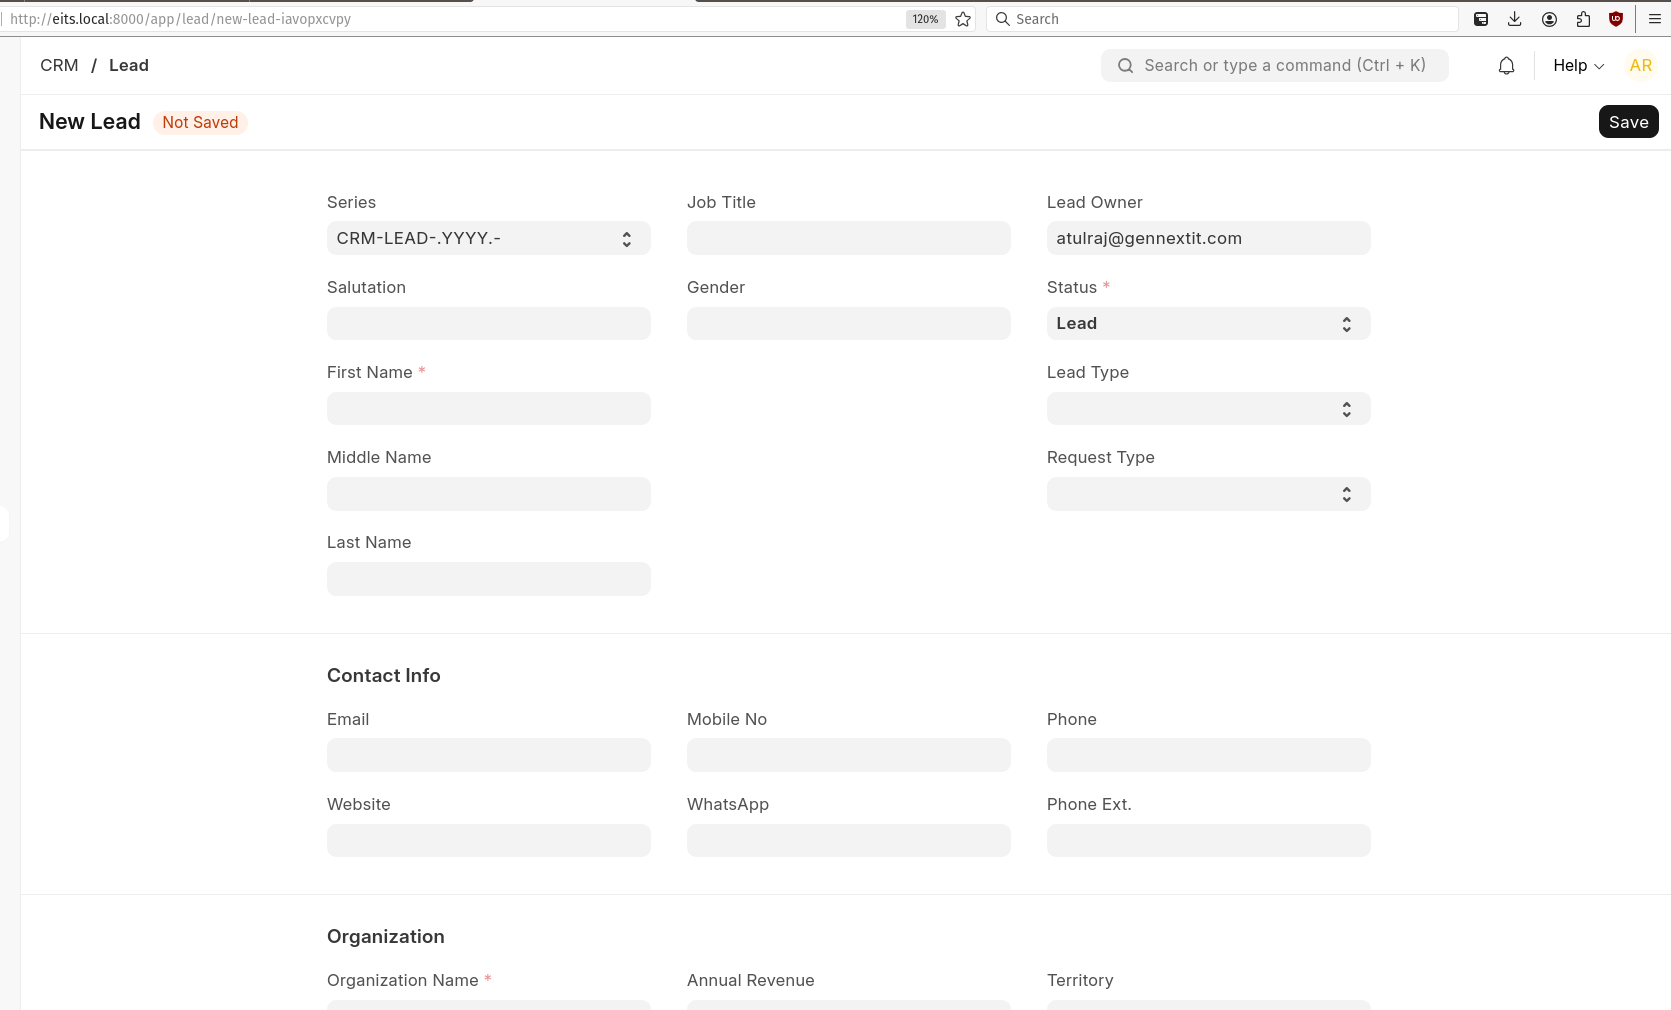 http://eits.local:8000/app/lead/new-lead-iavopxcvpy 120% Search
CRM / Lead Search or type a command (Ctrl + K) Help AR
New Lead Not Saved Save
Series Job Title Lead Owner
CRM-LEAD-.YYYY.- atulraj@gennextit.com
Salutation Gender Status *
Lead
First Name * Lead Type
Middle Name Request Type
Last Name
Contact Info
Email Mobile No Phone
Website WhatsApp Phone Ext.
Organization
Organization Name * Annual Revenue Territory